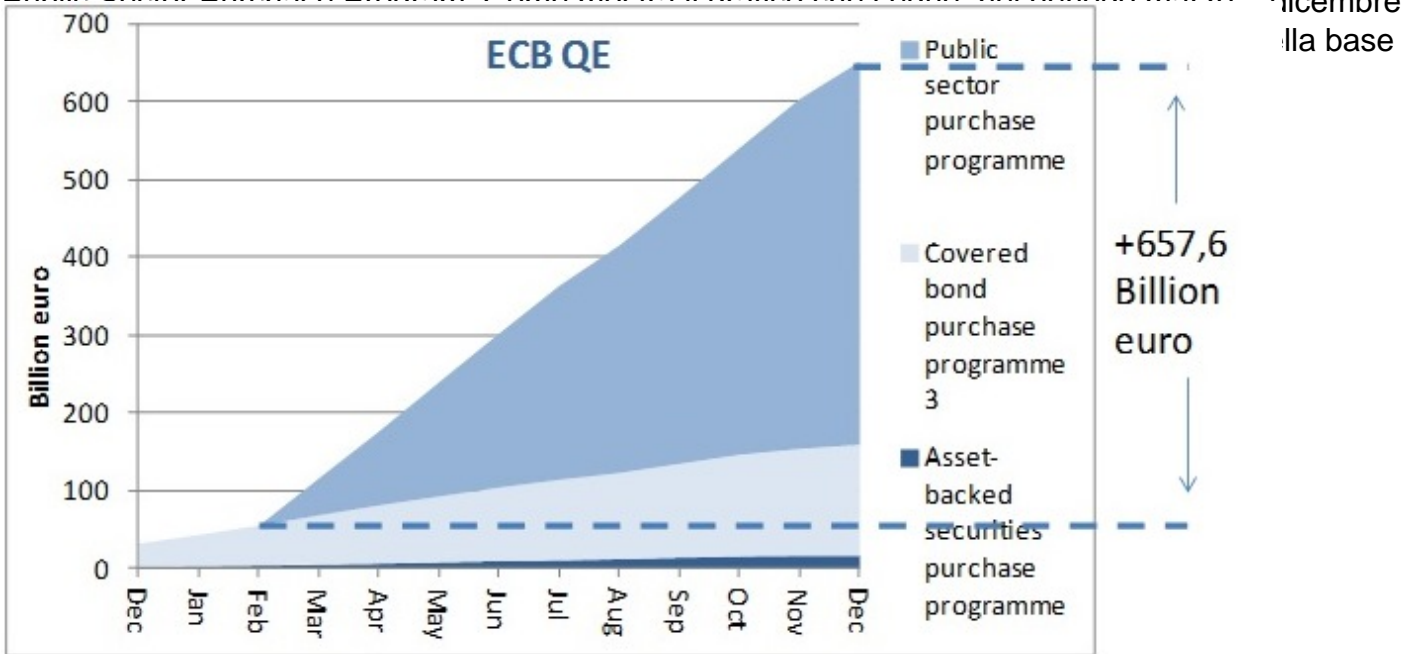 dicembre
lla base
ECB QE
Billion euro
700
600
500
400
300
200
100
0
Dec
Jan
Feb
Mar
Apr
May
Jun
Jul
Aug
Sep
Oct
Nov
Dec
Public
sector
purchase
programme
Covered
bond
purchase
programme
3
Asset-
backed
securities
purchase
programme
+657,6
Billion
euro